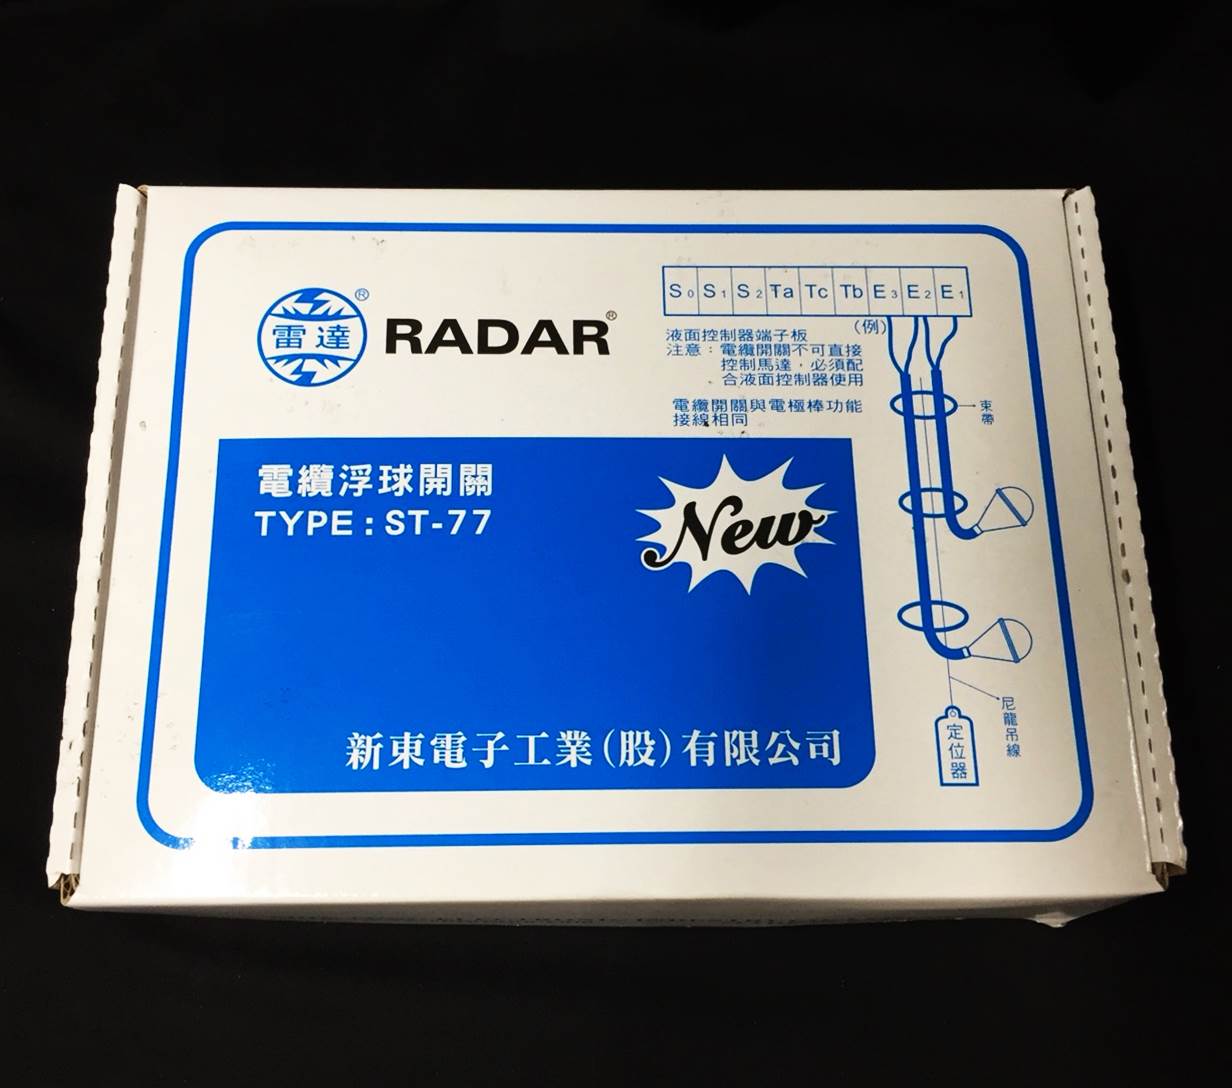 雷達®
RADAR®
S0 S1 S2 Ta Tc Tb E3 E2 E1
(例)
液面控制器端子板
注意：電纜開關不可直接
控制馬達，必須配
合液面控制器使用
電纜開關與電極棒功能
接線相同
束帶
電纜浮球開關
TYPE : ST-77
New
尼龍吊線
定位器
新東電子工業(股)有限公司